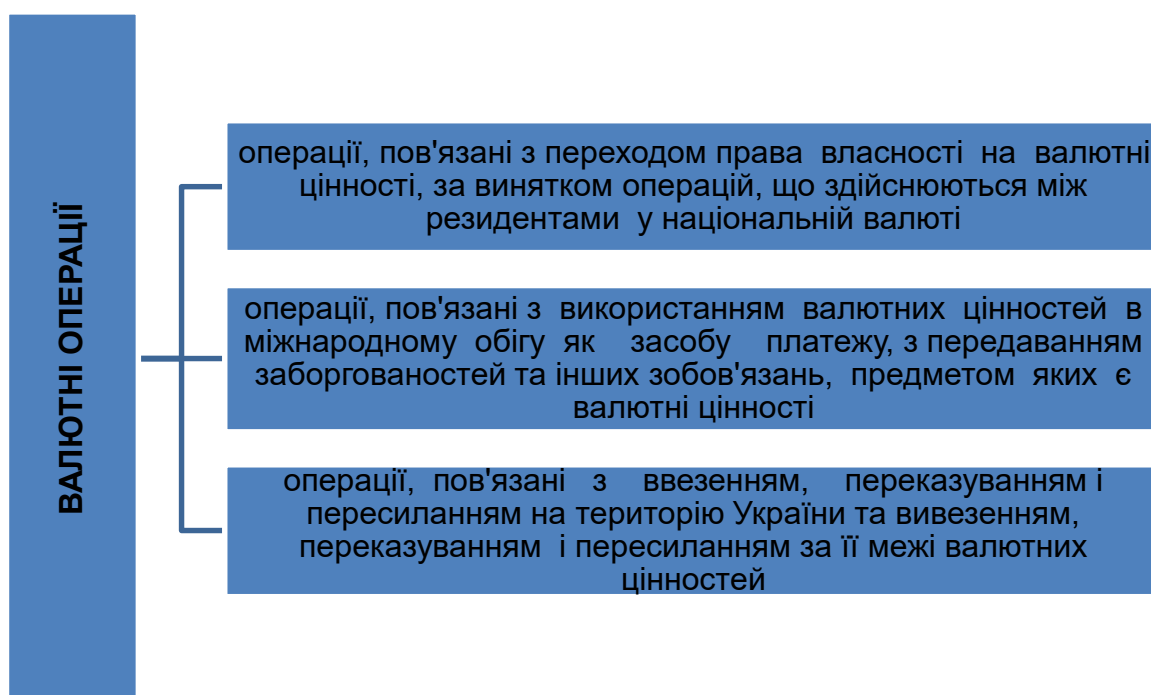 ВАЛЮТНІ ОПЕРАЦІЇ
операції, пов'язані з переходом права власності на валютні
цінності, за винятком операцій, що здійснюються між
резидентами у національній валюті
операції, пов'язані з використанням валютних цінностей в
міжнародному обігу як засобу платежу, з передаванням
заборгованостей та інших зобов'язань, предметом яких є
валютні цінності
операції, пов'язані з ввезенням, переказуванням і
пересиланням на територію України та вивезенням,
переказуванням і пересиланням за її межі валютних
цінностей